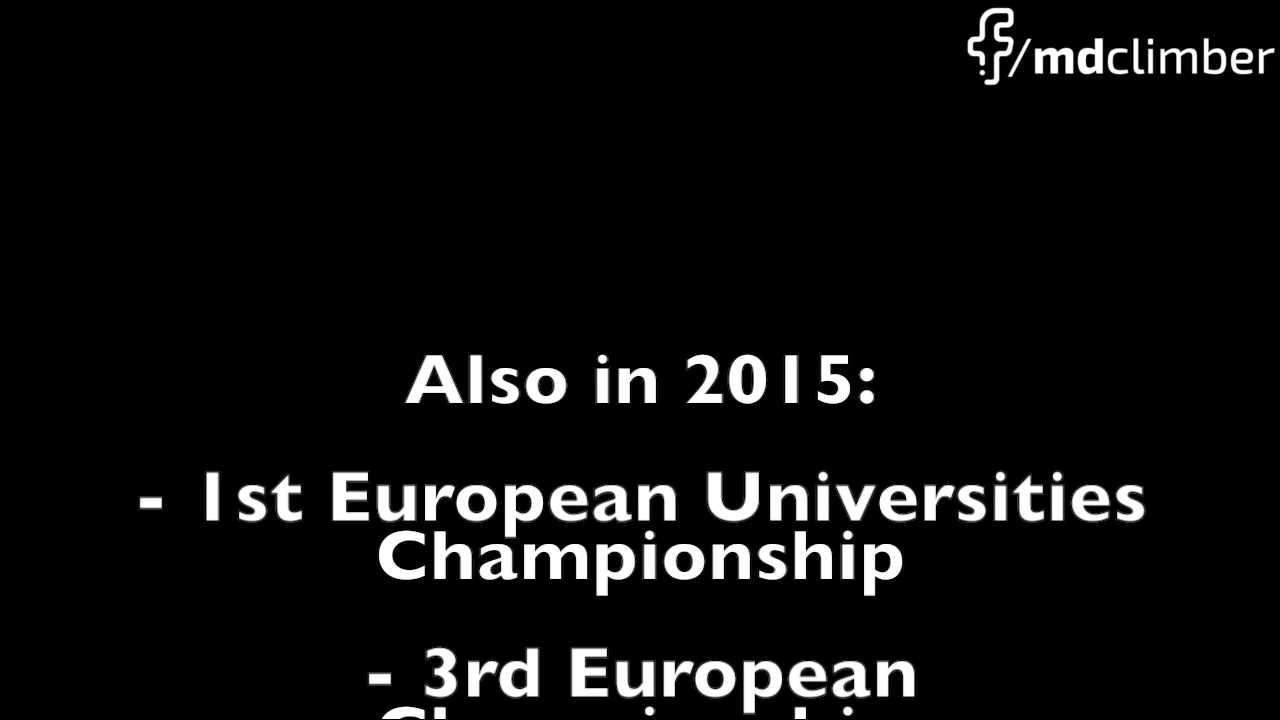 /mdclimber
Also in 2015:
- 1st European Universities
Championship
- 3rd European